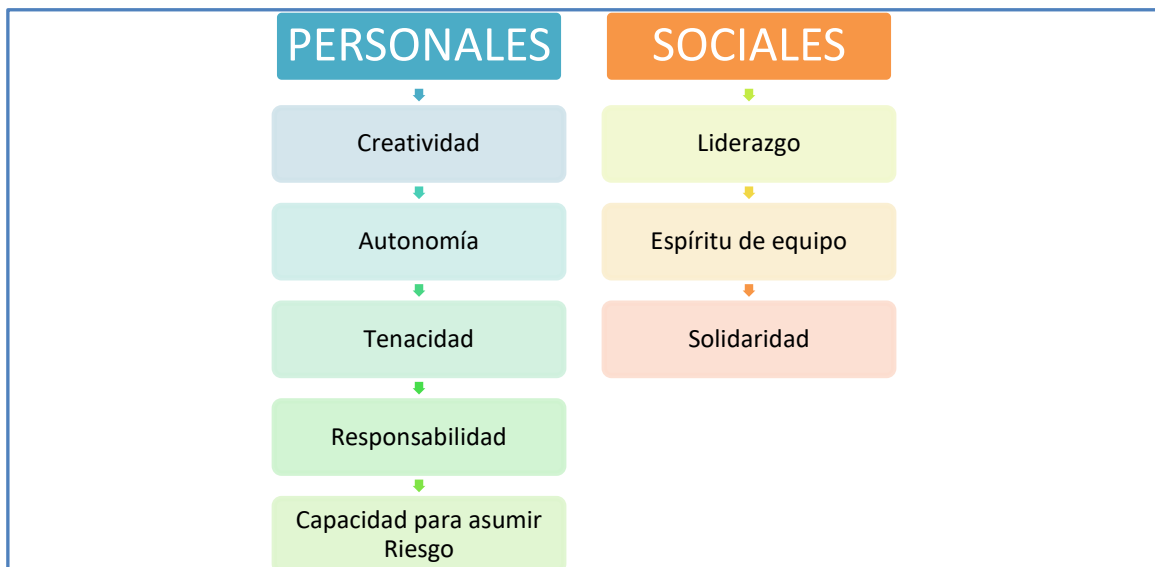 PERSONALES
Creatividad
Autonomía
Tenacidad
Responsabilidad
Capacidad para asumir
Riesgo
SOCIALES
Liderazgo
Espíritu de equipo
Solidaridad